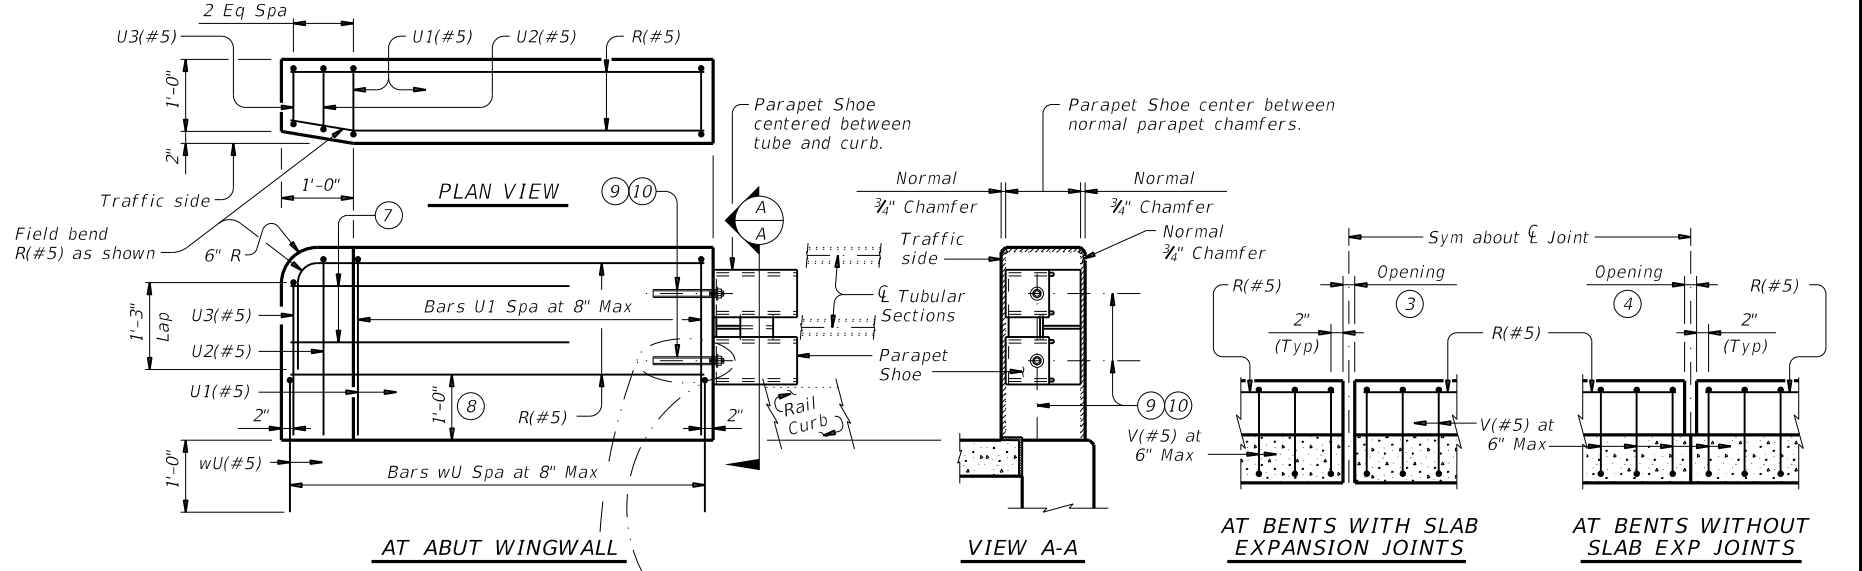 2 Eq Spa
U3(#5)
U1(#5)
U2(#5)
R(#5)
1'-0"
2"
1'-0"
Traffic side
PLAN VIEW
Field bend
R(#5) as shown
6" R
7
9 10
A
A
Parapet Shoe
centered between
tube and curb.
Bars U1 Spa at 8" Max
1'-3"
Lap
U3(#5)
U2(#5)
U1(#5)
2"
1'-0"
8
R(#5)
2"
wU(#5)
1'-0"
Bars wU Spa at 8" Max
℄ Tubular
Sections
Parapet
Shoe
Rail
Curb
AT ABUT WINGWALL
Parapet Shoe center between
normal parapet chamfers.
Normal
¾" Chamfer
Normal
¾" Chamfer
Traffic
side
Normal
¾" Chamfer
9 10
VIEW A-A
Sym about ℄ Joint
R(#5)
Opening
3
Opening
4
R(#5)
2"
(Typ)
R(#5)
2"
(Typ)
V(#5) at
6" Max
V(#5) at
6" Max
AT BENTS WITH SLAB
EXPANSION JOINTS
AT BENTS WITHOUT
SLAB EXP JOINTS